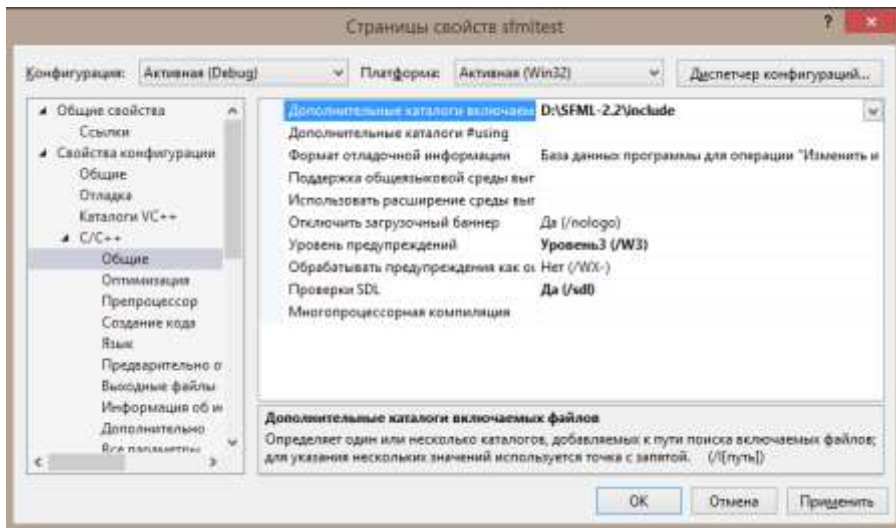 Страницы свойств sfmltest
?
Конфигурация: Активная (Debug) Платформа: Активная (Win32) Диспетчер конфигураций...
Общие свойства
Ссылки
Свойства конфигурации
Общие
Отладка
Каталоги VC++
C/C++
Общие
Оптимизация
Препроцессор
Создание кода
Язык
Предварительно о
Выходные файлы
Информация об и
Дополнительно
Все параметры
Дополнительные каталоги включаем D:\SFML-2.2\include
Дополнительные каталоги #using
Формат отладочной информации База данных программы для операции "Изменить и
Поддержка общеязыковой среды вып
Использовать расширение среды вып
Отключить загрузочный баннер Да (/nologo)
Уровень предупреждений Уровень3 (/W3)
Обрабатывать предупреждения как ош Нет (/WX-)
Проверки SDL Да (/sdl)
Многопроцессорная компиляция
Дополнительные каталоги включаемых файлов
Определяет один или несколько каталогов, добавляемых к пути поиска включаемых файлов;
для указания нескольких значений используется точка с запятой. (/I[путь])
OK Отмена Применить